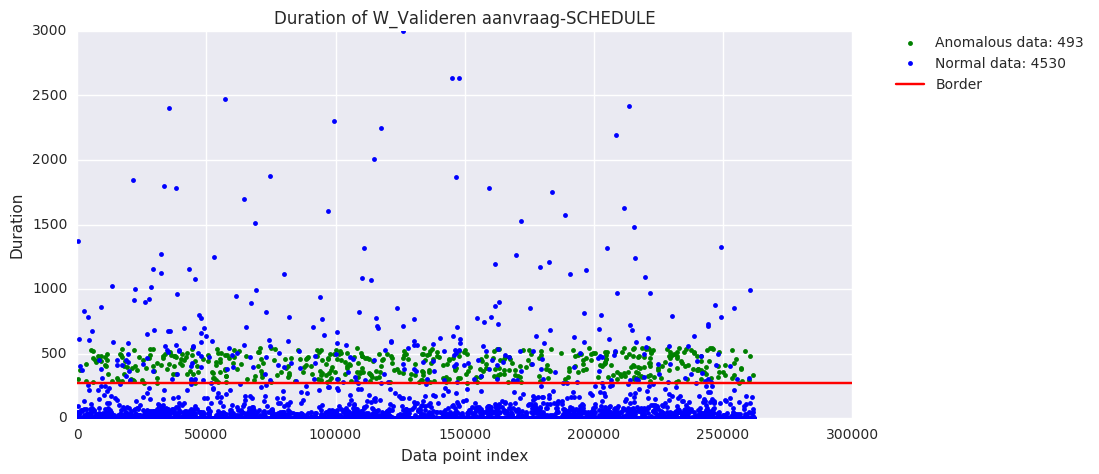 Duration of W_Valideren aanvraag-SCHEDULE
3000
2500
2000
1500
1000
500
0
Duration
0 50000 100000 150000 200000 250000 300000
Data point index
Anomalous data: 493
Normal data: 4530
Border